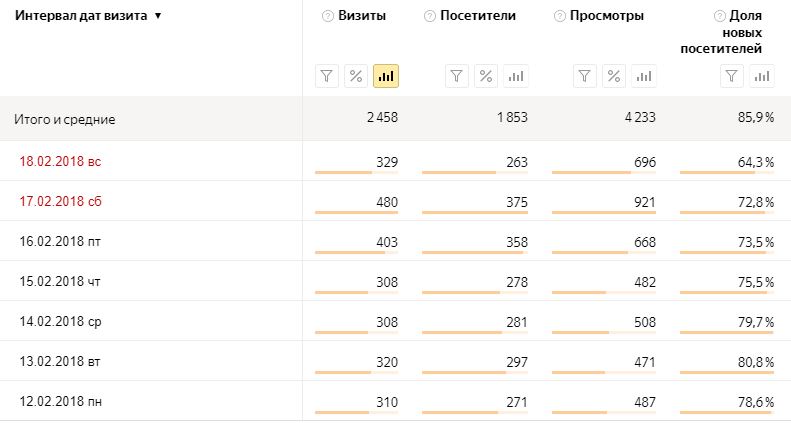 Интервал дат визита ▼ Визиты Посетители Просмотры Доля
новых
посетителей
Итого и средние 2 458 1 853 4 233 85,9 %
18.02.2018 вс 329 263 696 64,3 %
17.02.2018 сб 480 375 921 72,8 %
16.02.2018 пт 403 358 668 73,5 %
15.02.2018 чт 308 278 482 75,5 %
14.02.2018 ср 308 281 508 79,7 %
13.02.2018 вт 320 297 471 80,8 %
12.02.2018 пн 310 271 487 78,6 %